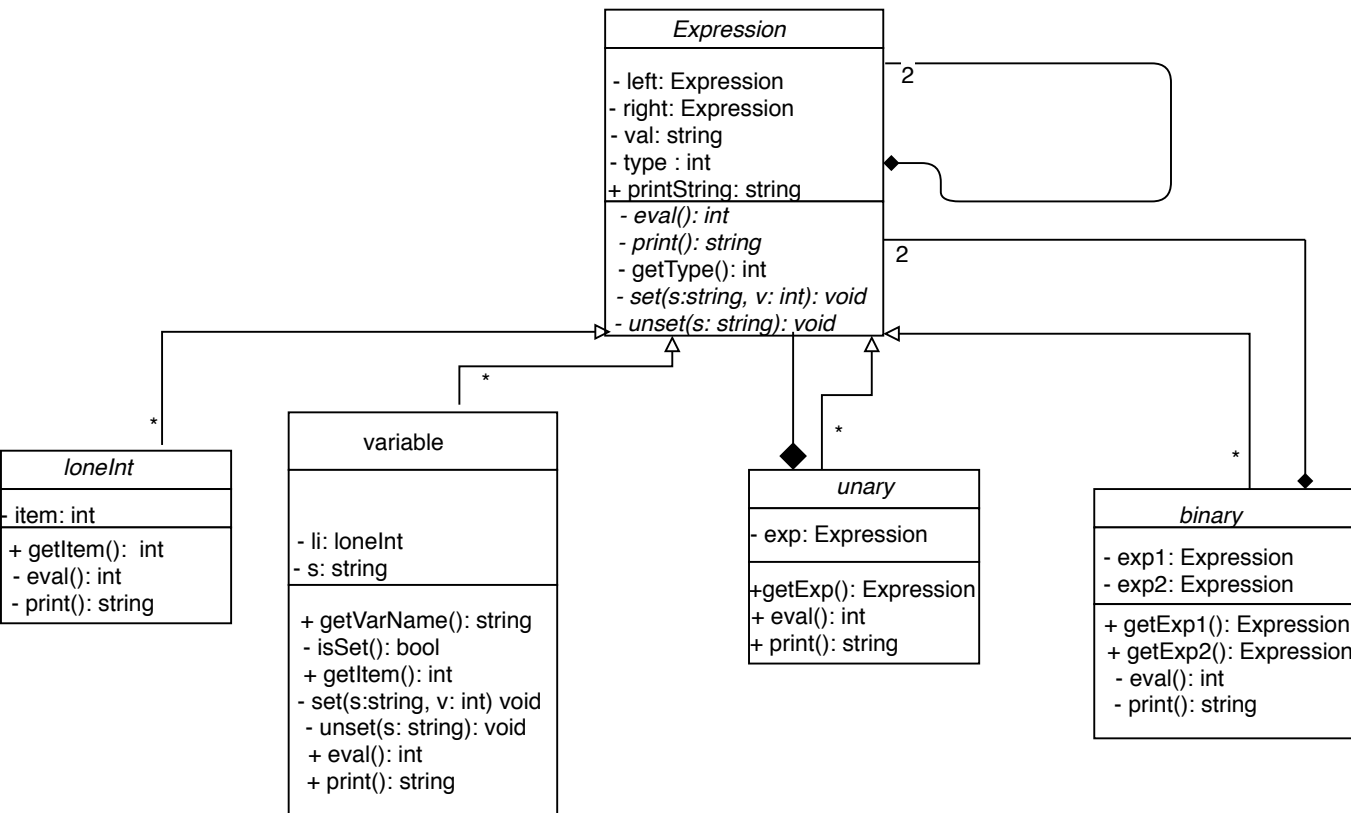 Expression
- left: Expression
- right: Expression
- val: string
- type : int
+ printString: string
- eval(): int
- print(): string
- getType(): int
- set(s:string, v: int): void
- unset(s: string): void
2
2
*
*
*
*
loneInt
- item: int
+ getItem(): int
- eval(): int
- print(): string
variable
- li: loneInt
- s: string
+ getVarName(): string
- isSet(): bool
+ getItem(): int
- set(s:string, v: int) void
- unset(s: string): void
+ eval(): int
+ print(): string
unary
- exp: Expression
+getExp(): Expression
+ eval(): int
+ print(): string
binary
- exp1: Expression
- exp2: Expression
+ getExp1(): Expression
+ getExp2(): Expression
- eval(): int
- print(): string